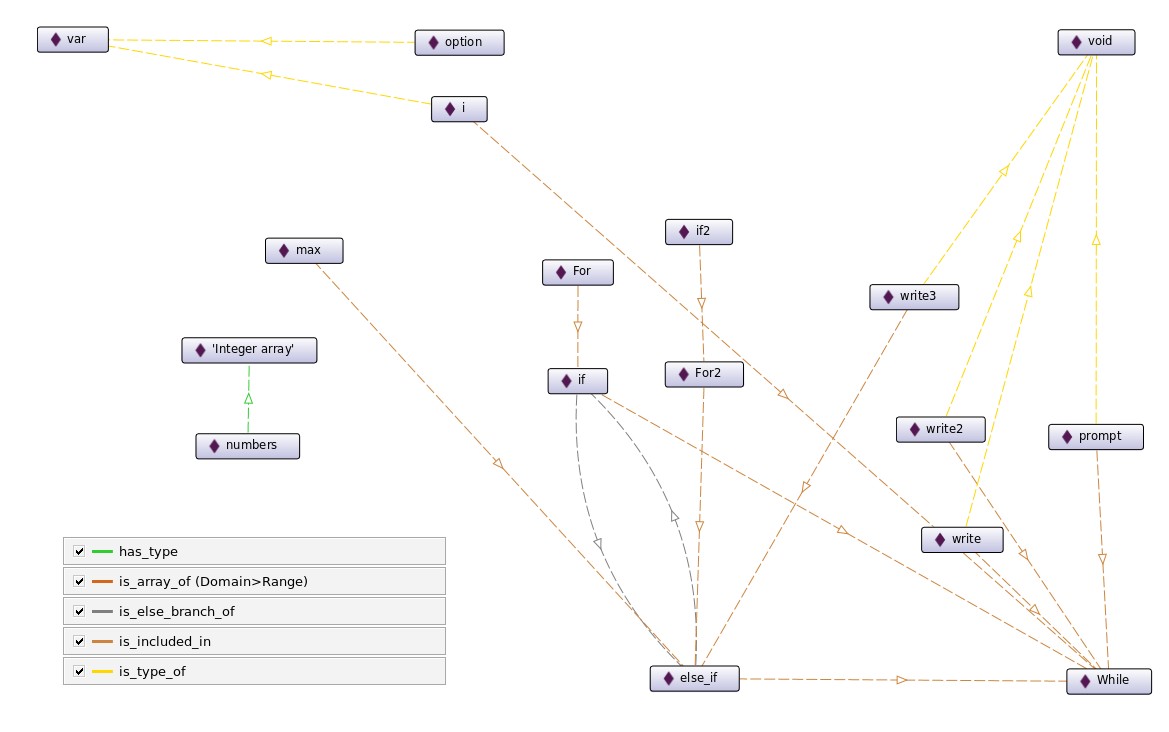 var
option
void
i
if2
max
For
write3
'Integer array'
if
For2
write2
prompt
numbers
write
has_type
is_array_of (Domain>Range)
is_else_branch_of
is_included_in
is_type_of
else_if
While